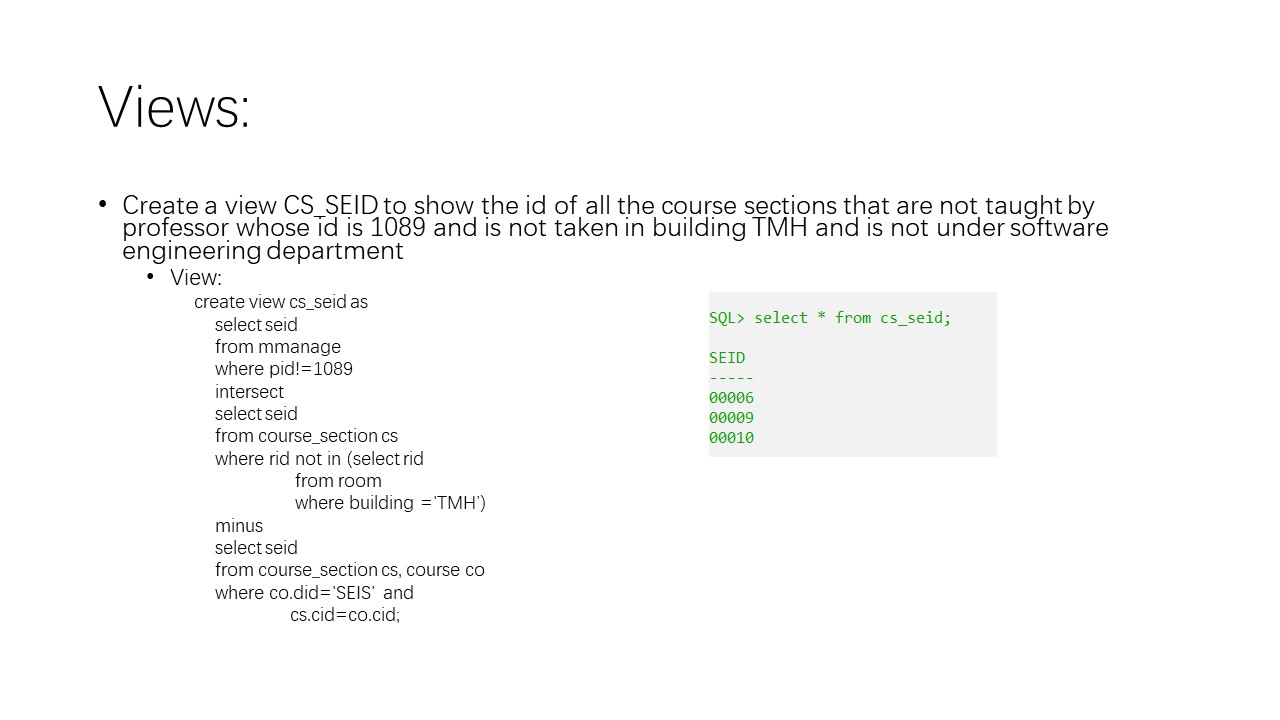 Views:
• Create a view CS_SEID to show the id of all the course sections that are not taught by
professor whose id is 1089 and is not taken in building TMH and is not under software
engineering department
• View:
create view cs_seid as
select seid
from mmanage
where pid!=1089
intersect
select seid
from course_section cs
where rid not in (select rid
from room
where building ='TMH')
minus
select seid
from course_section cs, course co
where co.did='SEIS' and
cs.cid=co.cid;
SQL> select * from cs_seid;
SEID
-----
00006
00009
00010